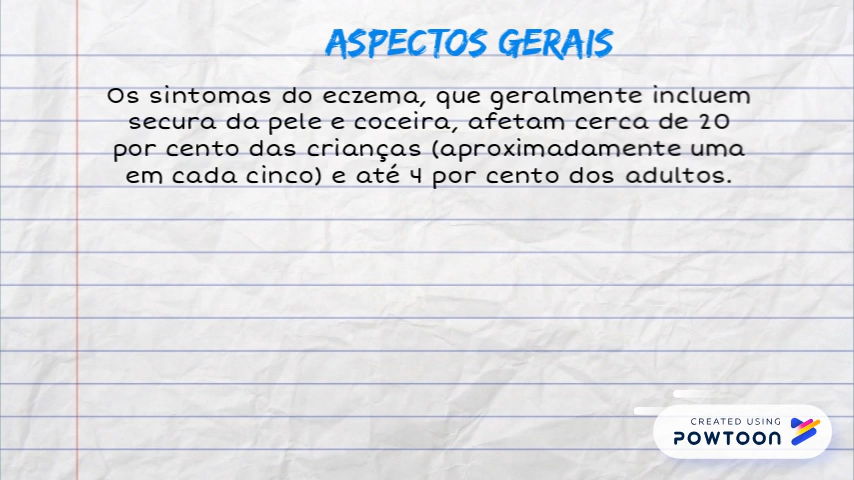 ASPECTOS GERAIS
Os sintomas do eczema, que geralmente incluem
secura da pele e coceira, afetam cerca de 20
por cento das crianças (aproximadamente uma
em cada cinco) e até 4 por cento dos adultos.
CREATED USING
POWTOON